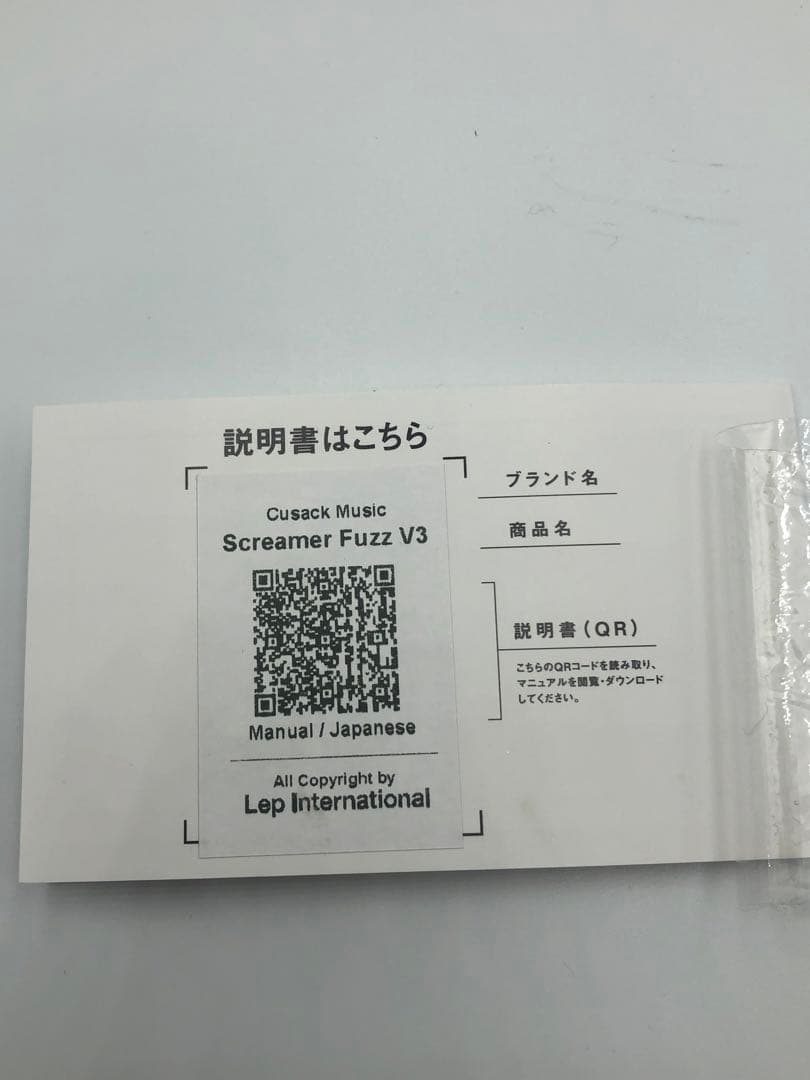 説明書はこちら
Cusack Music
Screamer Fuzz V3
Manual / Japanese
All Copyright by
Lep International
ブランド名
商品名
説明書(QR)
こちらのQRコードを読み取り、
マニュアルを閲覧・ダウンロード
してください。